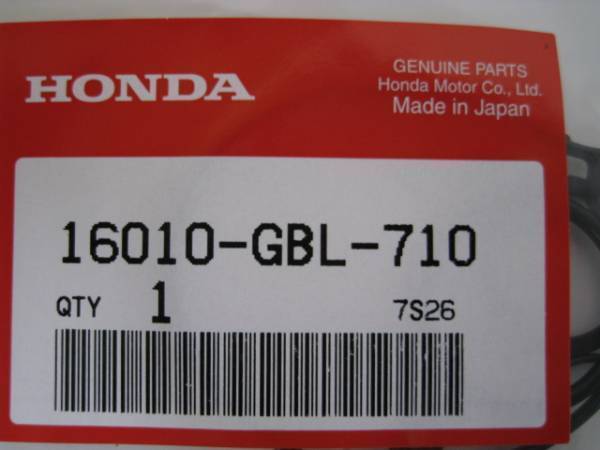 HONDA
GENUINE PARTS
Honda Motor Co., Ltd.
Made in Japan
16010-GBL-710
QTY 1 7S26